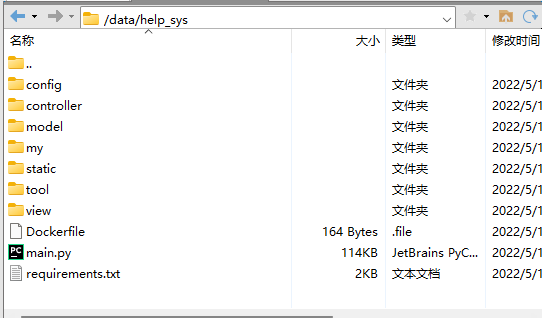 /data/help_sys
名称 大小 类型 修改时间
..
config 文件夹 2022/5/1
controller 文件夹 2022/5/1
model 文件夹 2022/5/1
my 文件夹 2022/5/1
static 文件夹 2022/5/1
tool 文件夹 2022/5/1
view 文件夹 2022/5/1
Dockerfile 164 Bytes .file 2022/5/1
main.py 114KB JetBrains PyC... 2022/5/1
requirements.txt 2KB 文本文档 2022/5/1